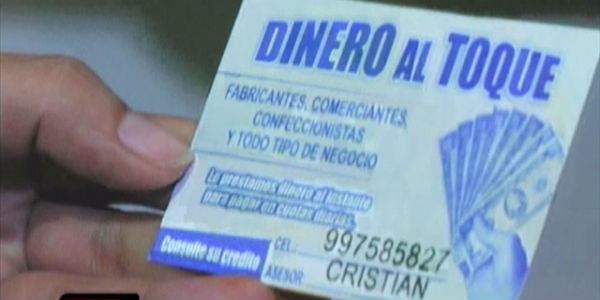 DINERO AL TOQUE
FABRICANTES, COMERCIANTES,
CONFECCIONISTAS
Y TODO TIPO DE NEGOCIO
Le prestamos dinero al instante
para pagar en cuotas diarias.
Consulte su credito
CEL.: 997585827
ASESOR: CRISTIAN